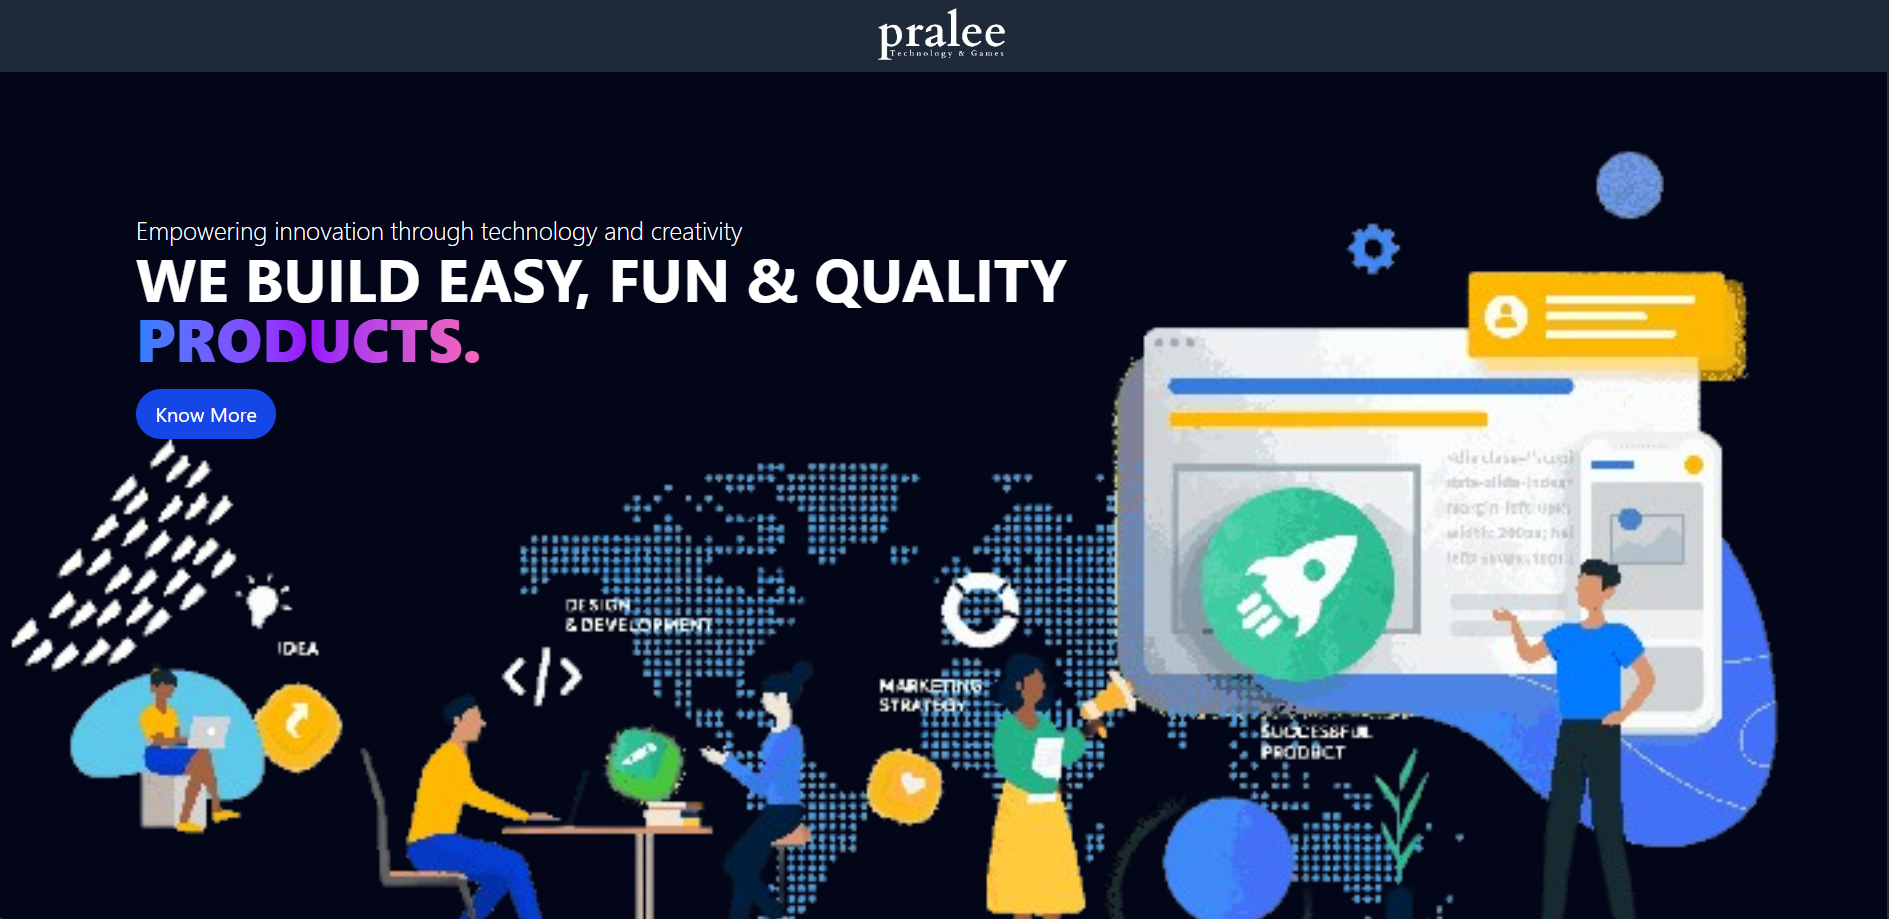 pralee
Technology & Games
Empowering innovation through technology and creativity
WE BUILD EASY, FUN & QUALITY
PRODUCTS.
Know More
IDEA
DESIGN
& DEVELOPMENT
</>
MARKETING
STRATEGY
SUCCESSFUL
PRODUCT